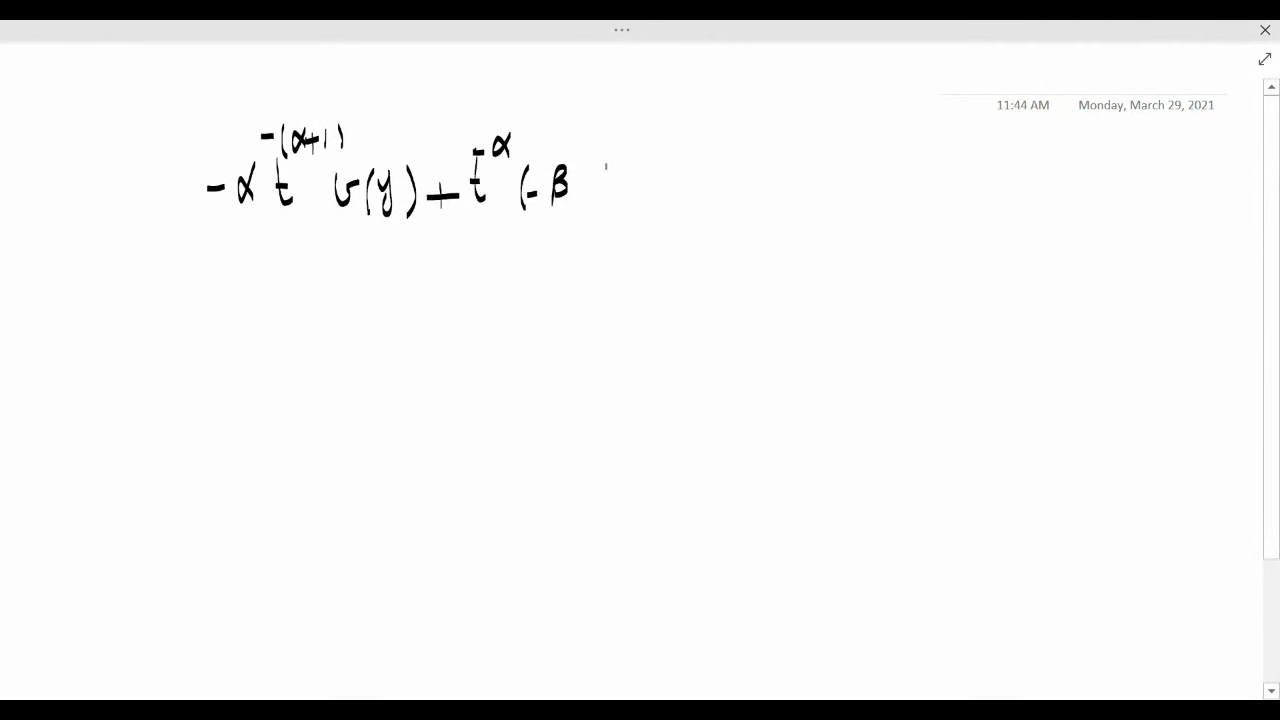 11:44 AM Monday, March 29, 2021
-α t^{-(α+1)} v(y) + t^{-α} (-β